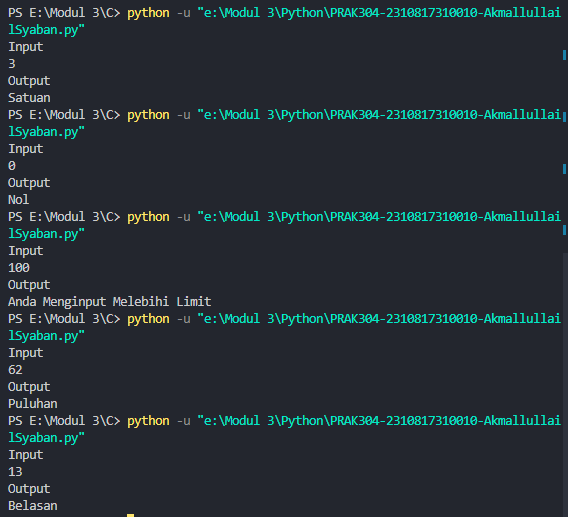 PS E:\Modul 3\C> python -u "e:\Modul 3\Python\PRAK304-2310817310010-Akmallullai
lSyaban.py"
Input
3
Output
Satuan
PS E:\Modul 3\C> python -u "e:\Modul 3\Python\PRAK304-2310817310010-Akmallullai
lSyaban.py"
Input
0
Output
Nol
PS E:\Modul 3\C> python -u "e:\Modul 3\Python\PRAK304-2310817310010-Akmallullai
lSyaban.py"
Input
100
Output
Anda Menginput Melebihi Limit
PS E:\Modul 3\C> python -u "e:\Modul 3\Python\PRAK304-2310817310010-Akmallullai
lSyaban.py"
Input
62
Output
Puluhan
PS E:\Modul 3\C> python -u "e:\Modul 3\Python\PRAK304-2310817310010-Akmallullai
lSyaban.py"
Input
13
Output
Belasan